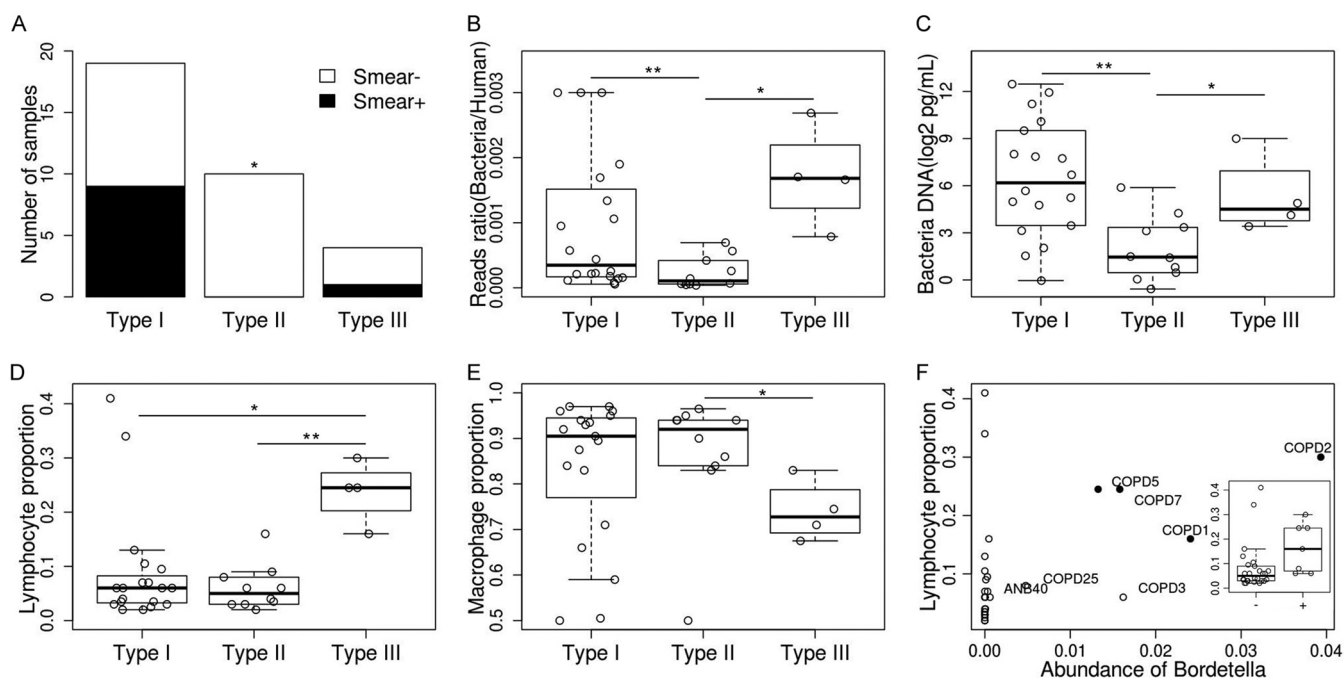 A
Number of samples
20
15
10
5
0
Smear-
Smear+
*
Type I Type II Type III
B
Reads ratio(Bacteria/Human)
0.003
0.002
0.001
0.000
**
*
Type I Type II Type III
C
Bacteria DNA(log2 pg/mL)
12
9
6
3
0
**
*
Type I Type II Type III
D
Lymphocyte proportion
0.4
0.3
0.2
0.1
0.0
*
**
Type I Type II Type III
E
Macrophage proportion
1.0
0.9
0.8
0.7
0.6
0.5
*
Type I Type II Type III
F
Lymphocyte proportion
0.4
0.3
0.2
0.1
COPD2
COPD5
COPD7
COPD1
COPD25
ANB40
COPD3
0.4
0.3
0.2
0.1
0.0
- +
0.00 0.01 0.02 0.03 0.04
Abundance of Bordetella